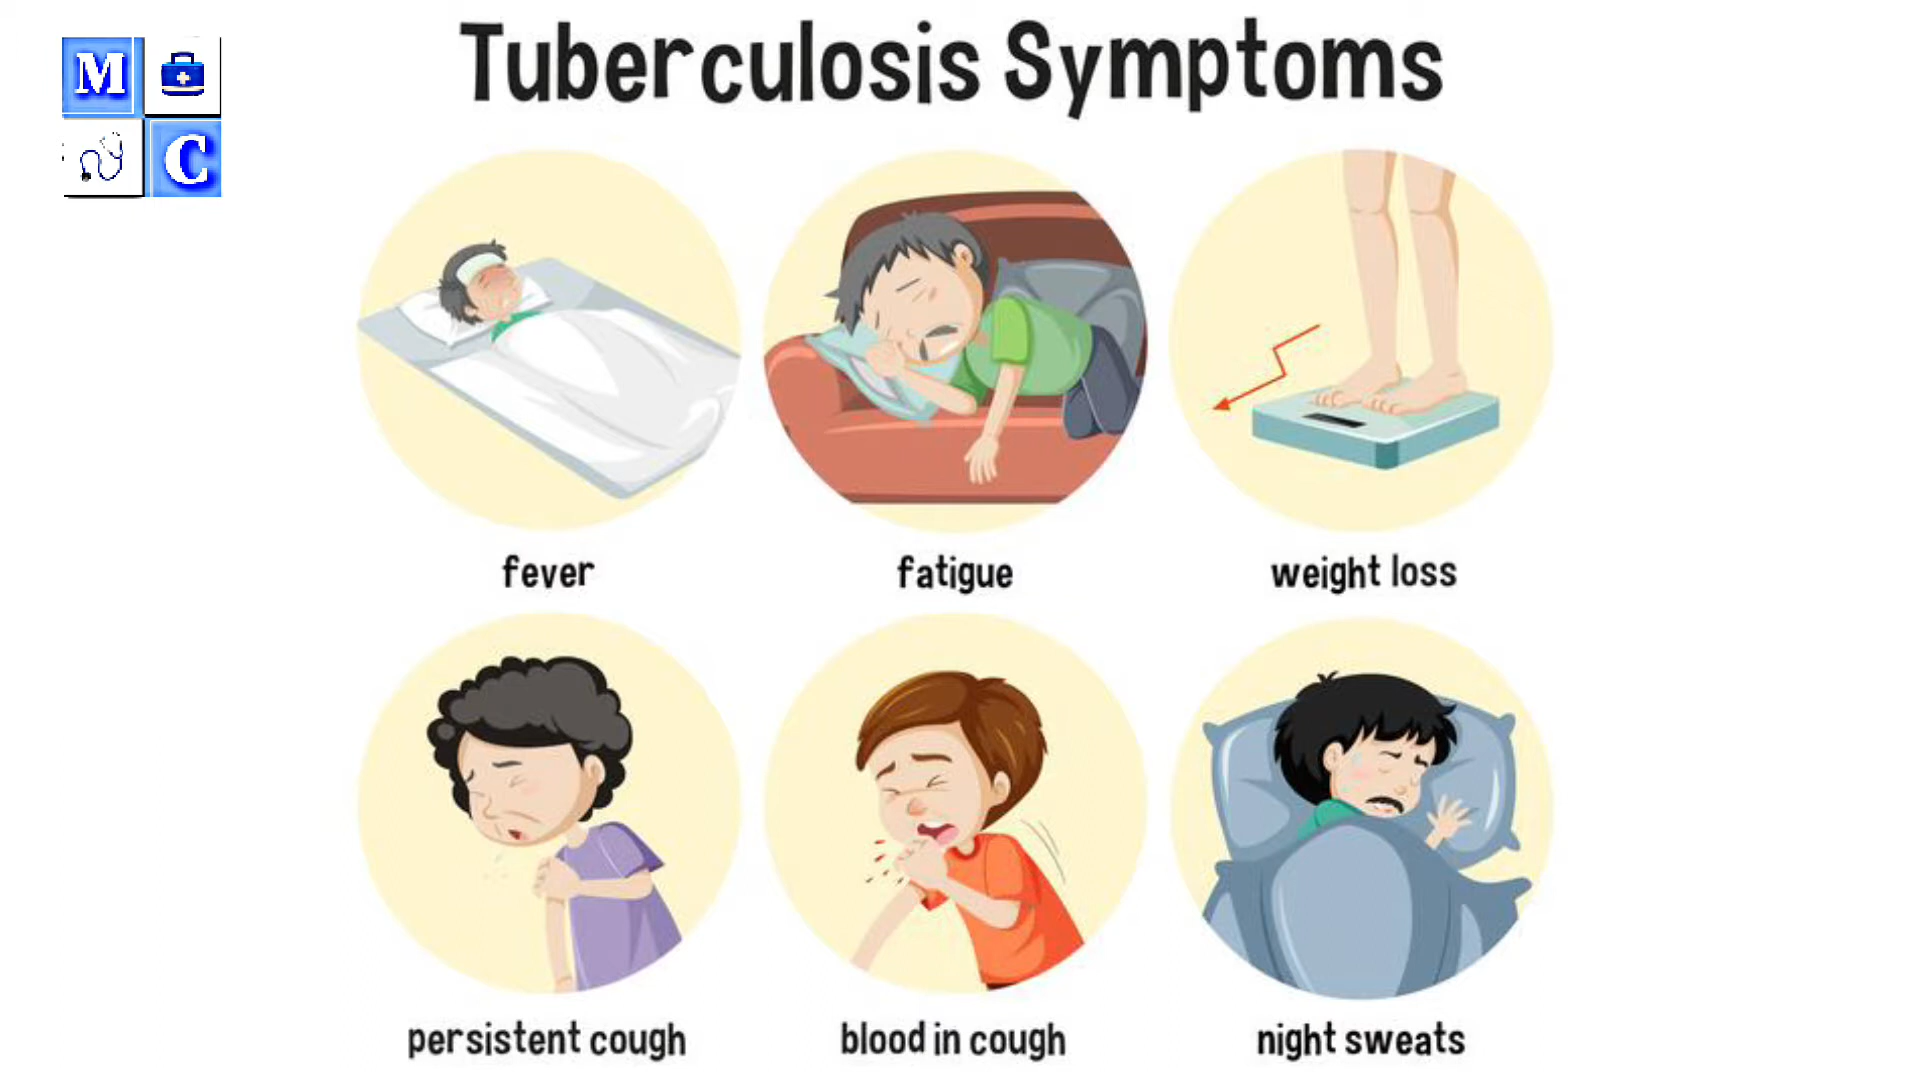 Tuberculosis Symptoms
M
C
fever
fatigue
weight loss
persistent cough
blood in cough
night sweats